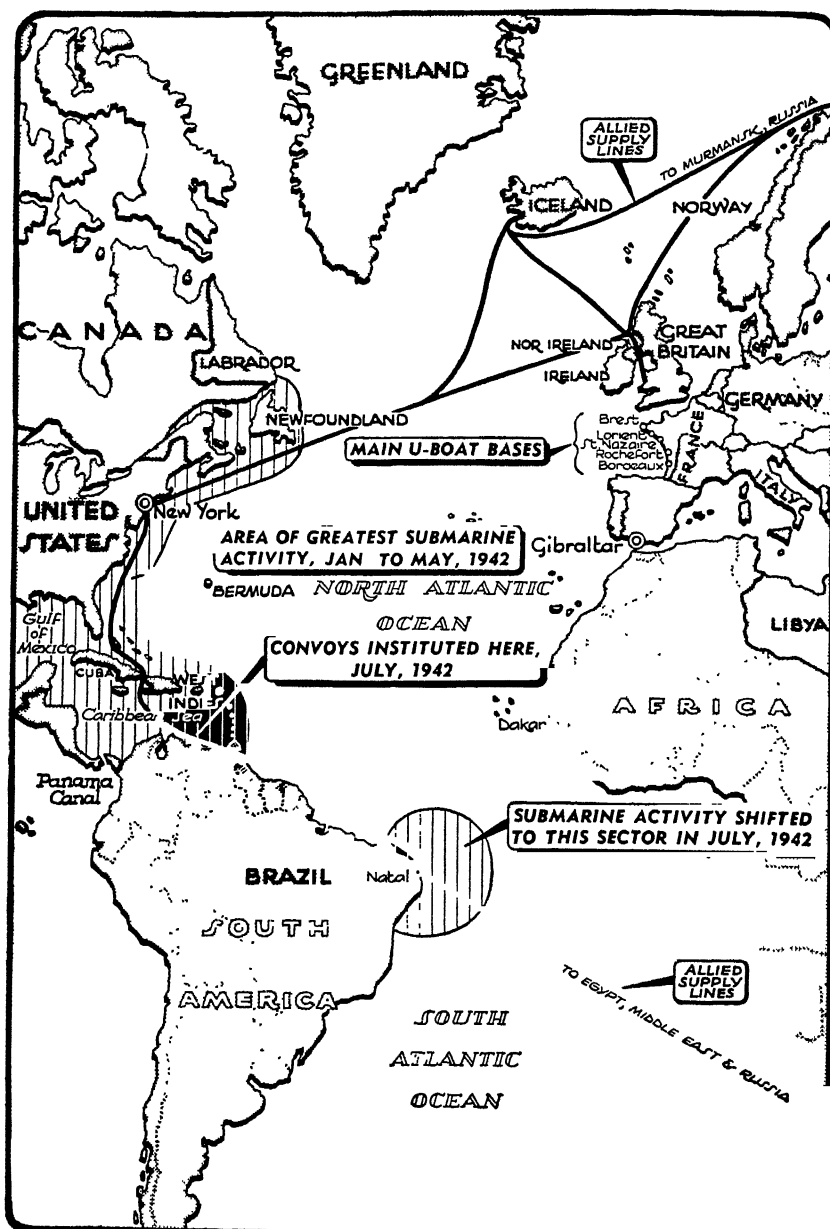 GREENLAND
ALLIED
SUPPLY
LINES
TO MURMANSK, RUSSIA
ICELAND
NORWAY
CANADA
LABRADOR
NOR IRELAND
GREAT
BRITAIN
IRELAND
GERMANY
NEWFOUNDLAND
MAIN U-BOAT BASES
Brest
Lorient
St. Nazaire
Rochefort
Boroeaux
FRANCE
ITALY
UNITED
STATES
New York
AREA OF GREATEST SUBMARINE
ACTIVITY, JAN TO MAY, 1942
Gibraltar
BERMUDA
NORTH ATLANTIC
OCEAN
LIBYA
Gulf
of
Mexico
CONVOYS INSTITUTED HERE,
JULY, 1942
CUBA
WEST
INDIES
Caribbean Sea
AFRICA
Dakar
Panama
Canal
SUBMARINE ACTIVITY SHIFTED
TO THIS SECTOR IN JULY, 1942
BRAZIL
Natal
SOUTH
AMERICA
ALLIED
SUPPLY
LINES
TO EGYPT, MIDDLE EAST & RUSSIA
SOUTH
ATLANTIC
OCEAN